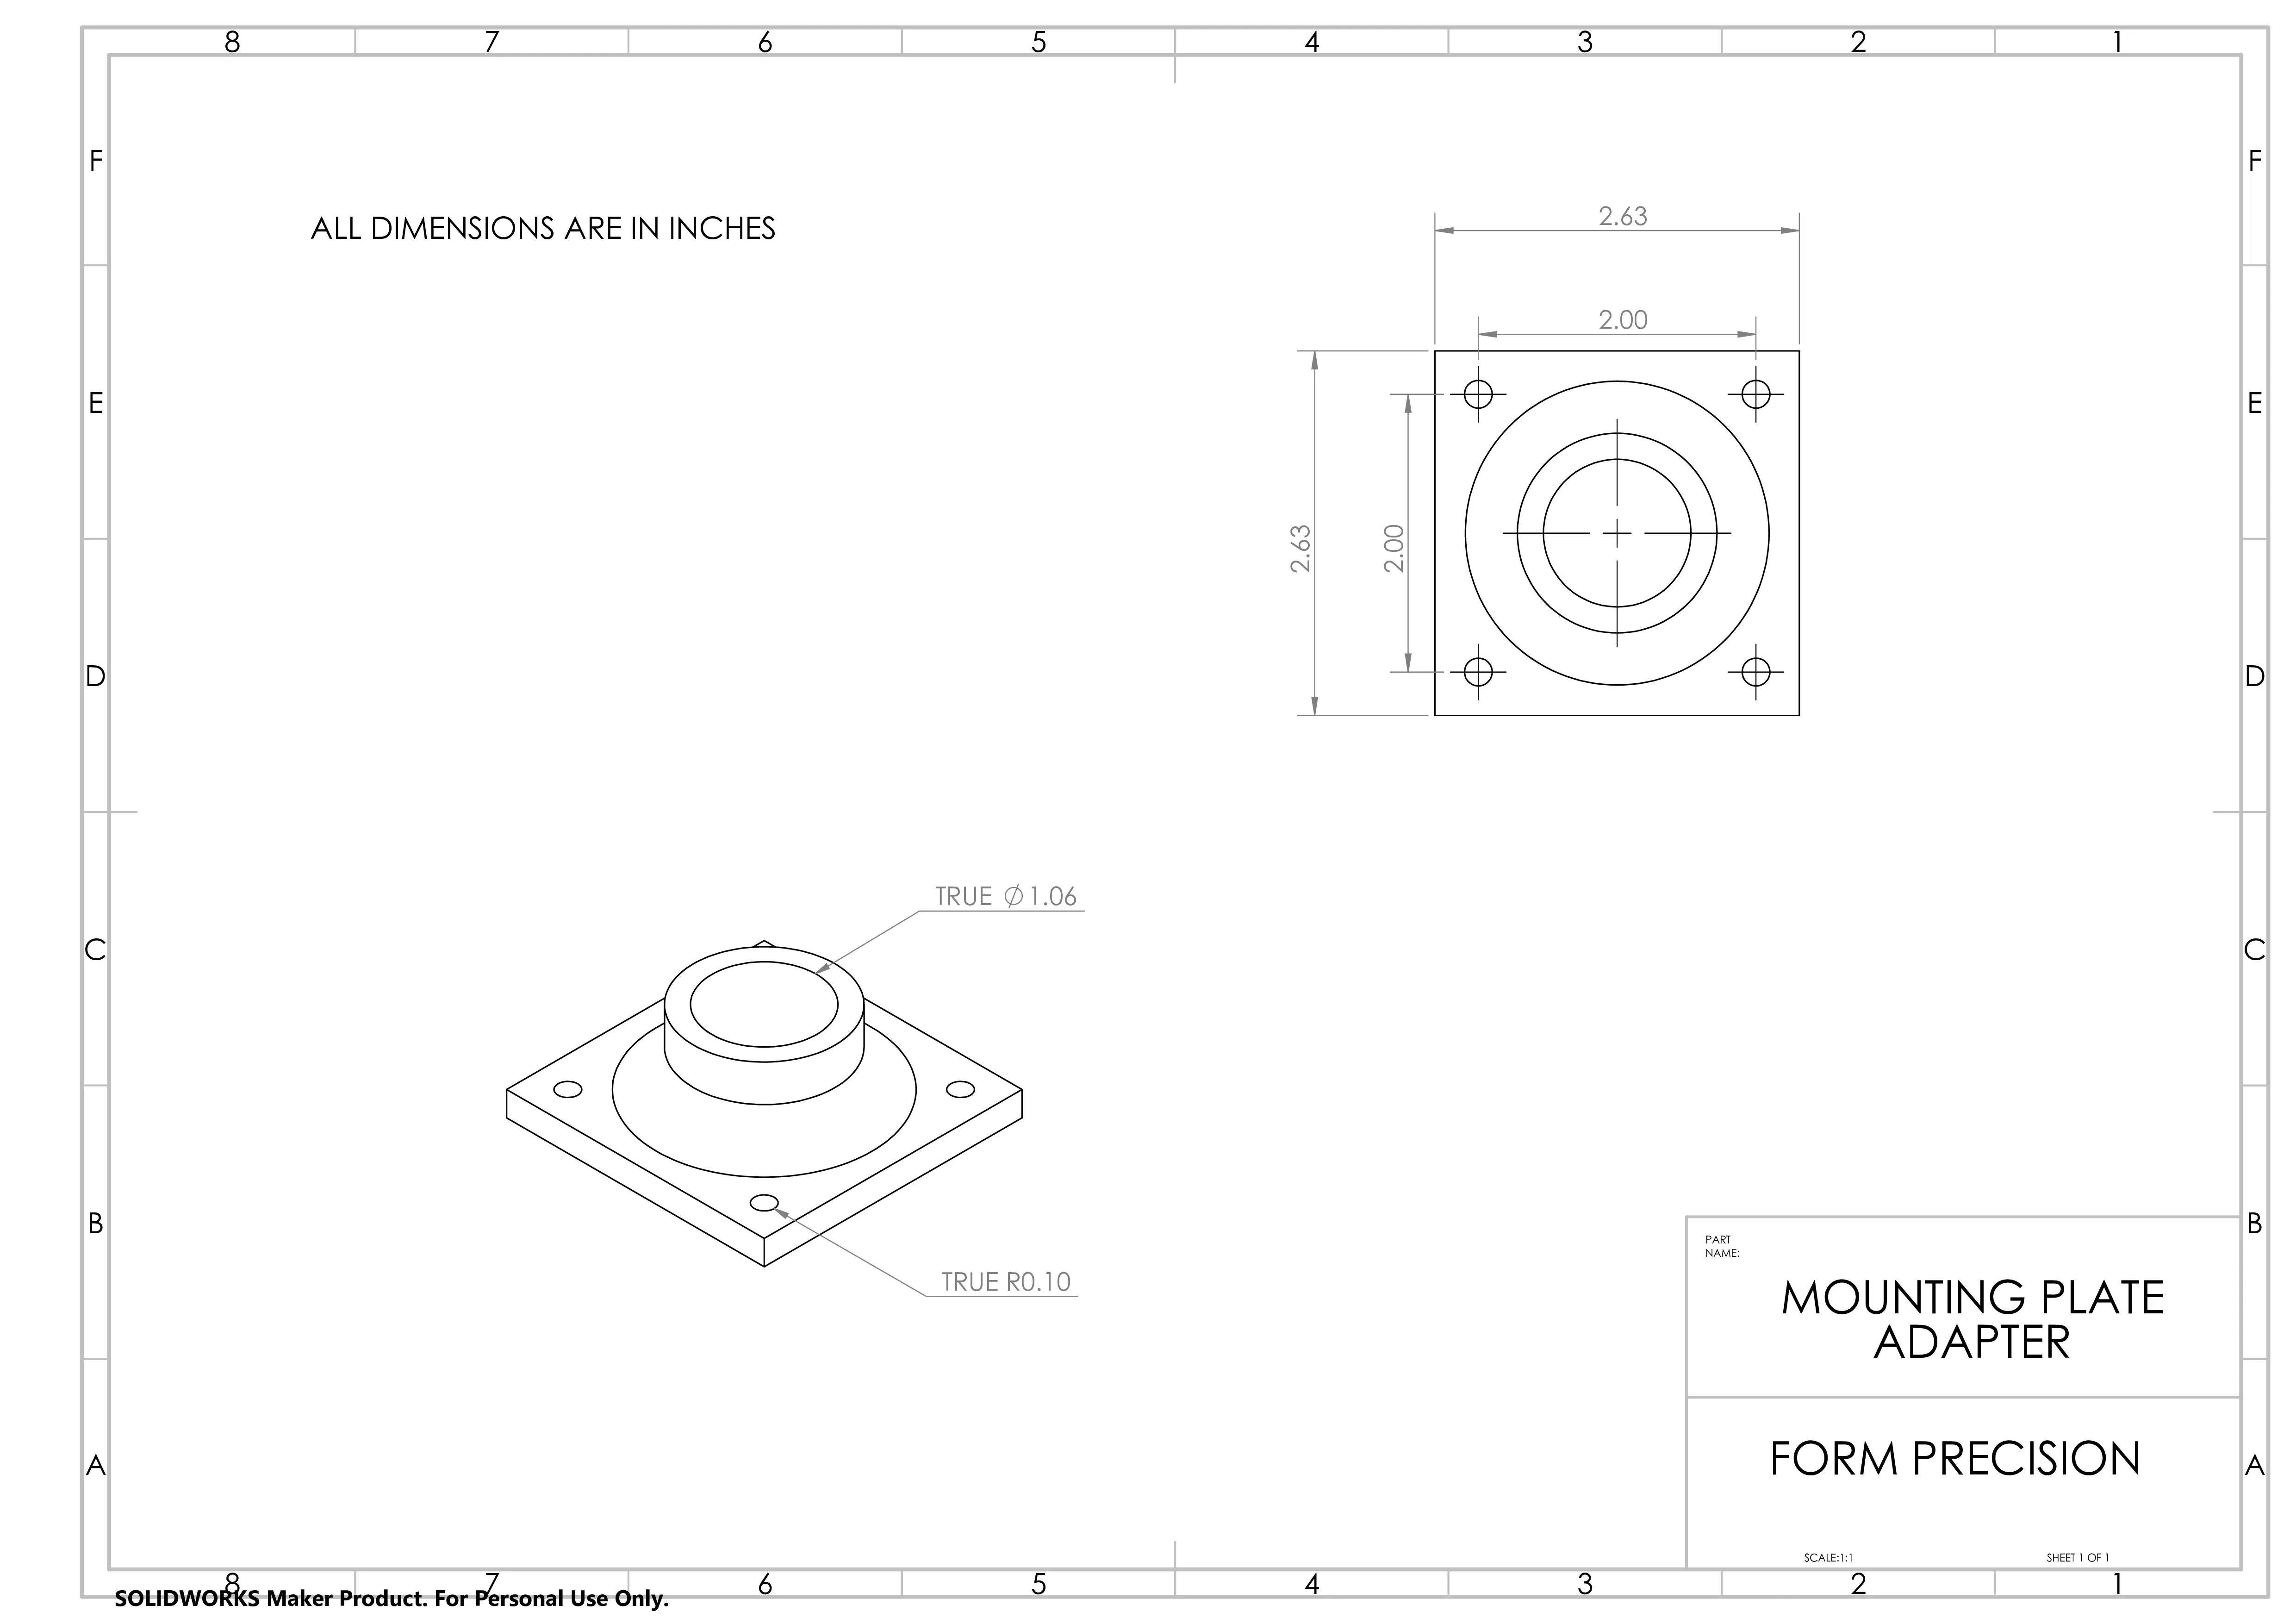 8 7 6 5 4 3 2 1
F F
ALL DIMENSIONS ARE IN INCHES
2.63
2.00
E E
2.63
2.00
D D
TRUE Ø1.06
C C
B B
TRUE R0.10
PART
NAME:
MOUNTING PLATE
ADAPTER
FORM PRECISION
A A
SCALE:1:1 SHEET 1 OF 1
8 7 6 5 4 3 2 1
SOLIDWORKS Maker Product. For Personal Use Only.